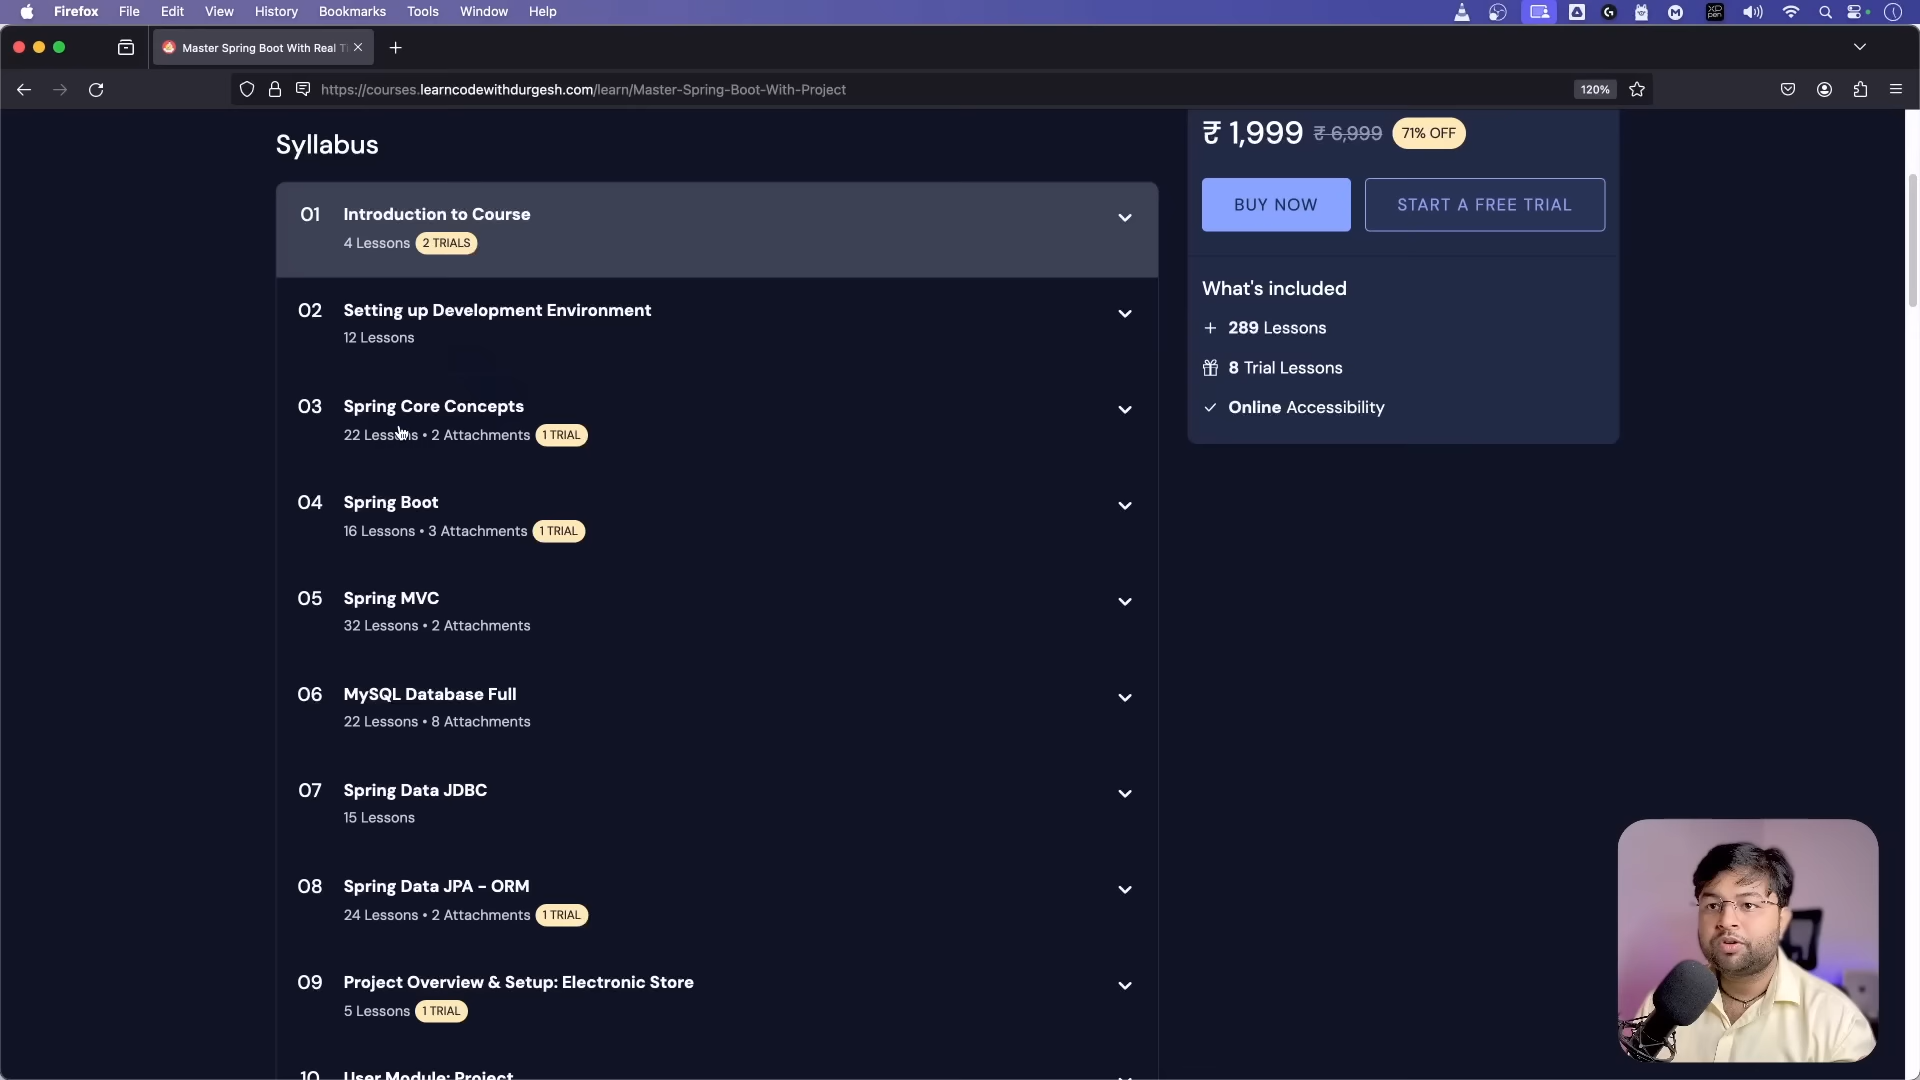 Firefox File Edit View History Bookmarks Tools Window Help
Master Spring Boot With Real Ti
https://courses.learncodewithdurgesh.com/learn/Master-Spring-Boot-With-Project
120%
Syllabus
01 Introduction to Course
4 Lessons 2 TRIALS
02 Setting up Development Environment
12 Lessons
03 Spring Core Concepts
22 Lessons • 2 Attachments 1 TRIAL
04 Spring Boot
16 Lessons • 3 Attachments 1 TRIAL
05 Spring MVC
32 Lessons • 2 Attachments
06 MySQL Database Full
22 Lessons • 8 Attachments
07 Spring Data JDBC
15 Lessons
08 Spring Data JPA - ORM
24 Lessons • 2 Attachments 1 TRIAL
09 Project Overview & Setup: Electronic Store
5 Lessons 1 TRIAL
10 User Module: Project
₹ 1,999 ₹ 6,999 71% OFF
BUY NOW START A FREE TRIAL
What's included
+ 289 Lessons
8 Trial Lessons
Online Accessibility